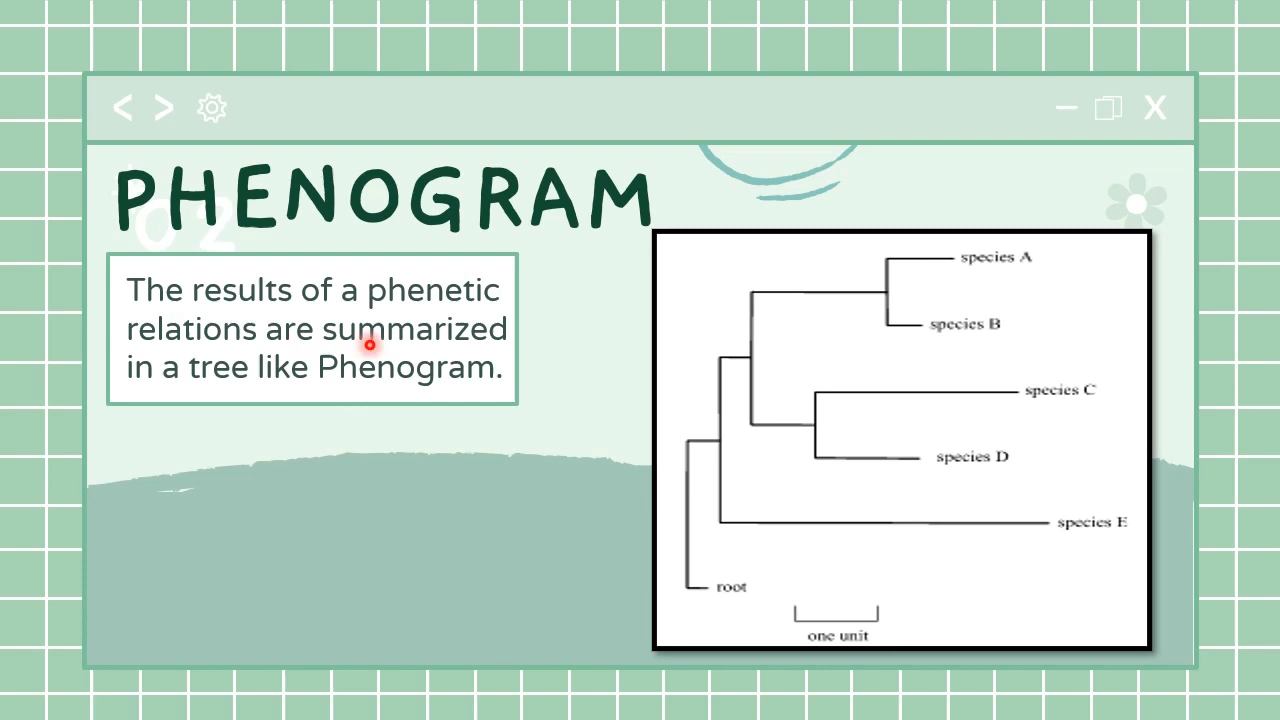 X
PHENOGRAM
02
The results of a phenetic
relations are summarized
in a tree like Phenogram.
species A
species B
species C
species D
species E
root
one unit